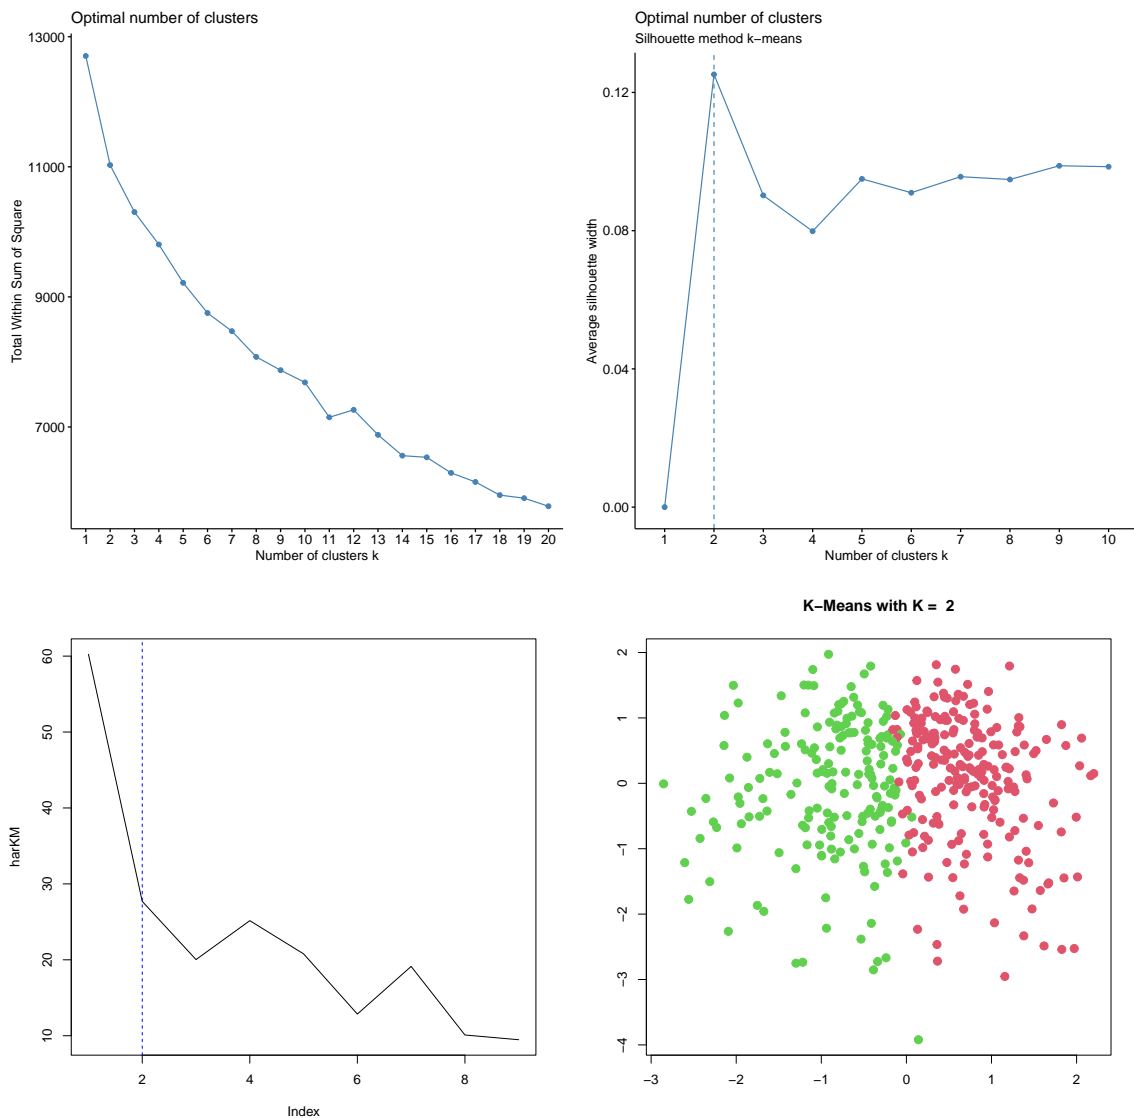 Optimal number of clusters
13000
11000
9000
7000
Total Within Sum of Square
1 2 3 4 5 6 7 8 9 10 11 12 13 14 15 16 17 18 19 20
Number of clusters k
Optimal number of clusters
Silhouette method k−means
0.12
0.08
0.04
0.00
Average silhouette width
1 2 3 4 5 6 7 8 9 10
Number of clusters k
60
50
40
30
20
10
harKM
2 4 6 8
Index
K−Means with K = 2
2
1
0
−1
−2
−3
−4
−3 −2 −1 0 1 2